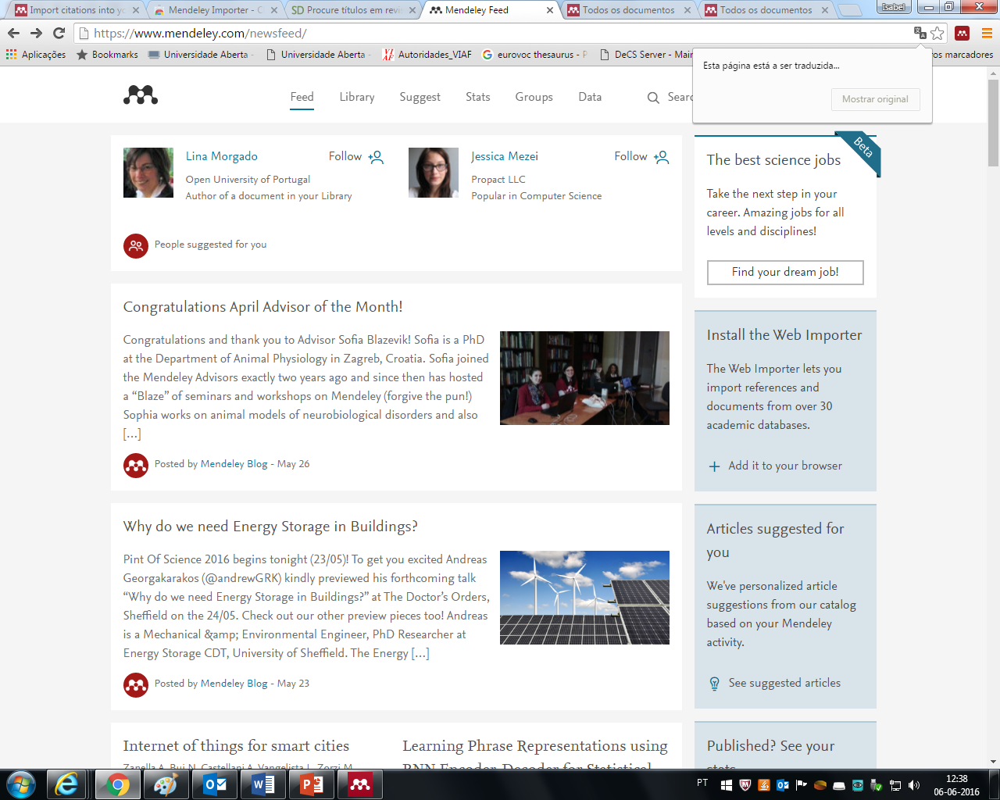 Import citations into yo
Mendeley Importer - C
Procure títulos em revis
Mendeley Feed
Todos os documentos
Todos os documentos
Isabel
https://www.mendeley.com/newsfeed/
Aplicações
Bookmarks
Universidade Aberta -
Universidade Aberta -
Autoridades_VIAF
eurovoc thesaurus - P
DeCS Server - Main
ros marcadores
Esta página está a ser traduzida...
Mostrar original
Feed
Library
Suggest
Stats
Groups
Data
Searc
Lina Morgado
Follow
Open University of Portugal
Author of a document in your Library
Jessica Mezei
Follow
Propact LLC
Popular in Computer Science
People suggested for you
Congratulations April Advisor of the Month!
Congratulations and thank you to Advisor Sofia Blazevik! Sofia is a PhD
at the Department of Animal Physiology in Zagreb, Croatia. Sofia joined
the Mendeley Advisors exactly two years ago and since then has hosted
a “Blaze” of seminars and workshops on Mendeley (forgive the pun!)
Sophia works on animal models of neurobiological disorders and also
[…]
Posted by Mendeley Blog - May 26
Why do we need Energy Storage in Buildings?
Pint Of Science 2016 begins tonight (23/05)! To get you excited Andreas
Georgakarakos (@andrewGRK) kindly previewed his forthcoming talk
“Why do we need Energy Storage in Buildings?” at The Doctor’s Orders,
Sheffield on the 24/05. Check out our other preview pieces too! Andreas
is a Mechanical &amp; Environmental Engineer, PhD Researcher at
Energy Storage CDT, University of Sheffield. The Energy […]
Posted by Mendeley Blog - May 23
Internet of things for smart cities
Zanella A, Bui N, Castellani A, Vangelista L, Zorzi M
Learning Phrase Representations using
RNN Encoder-Decoder for Statistical
Beta
The best science jobs
Take the next step in your
career. Amazing jobs for all
levels and disciplines!
Find your dream job!
Install the Web Importer
The Web Importer lets you
import references and
documents from over 30
academic databases.
Add it to your browser
Articles suggested for
you
We've personalized article
suggestions from our catalog
based on your Mendeley
activity.
See suggested articles
Published? See your
stats
PT
12:38
06-06-2016